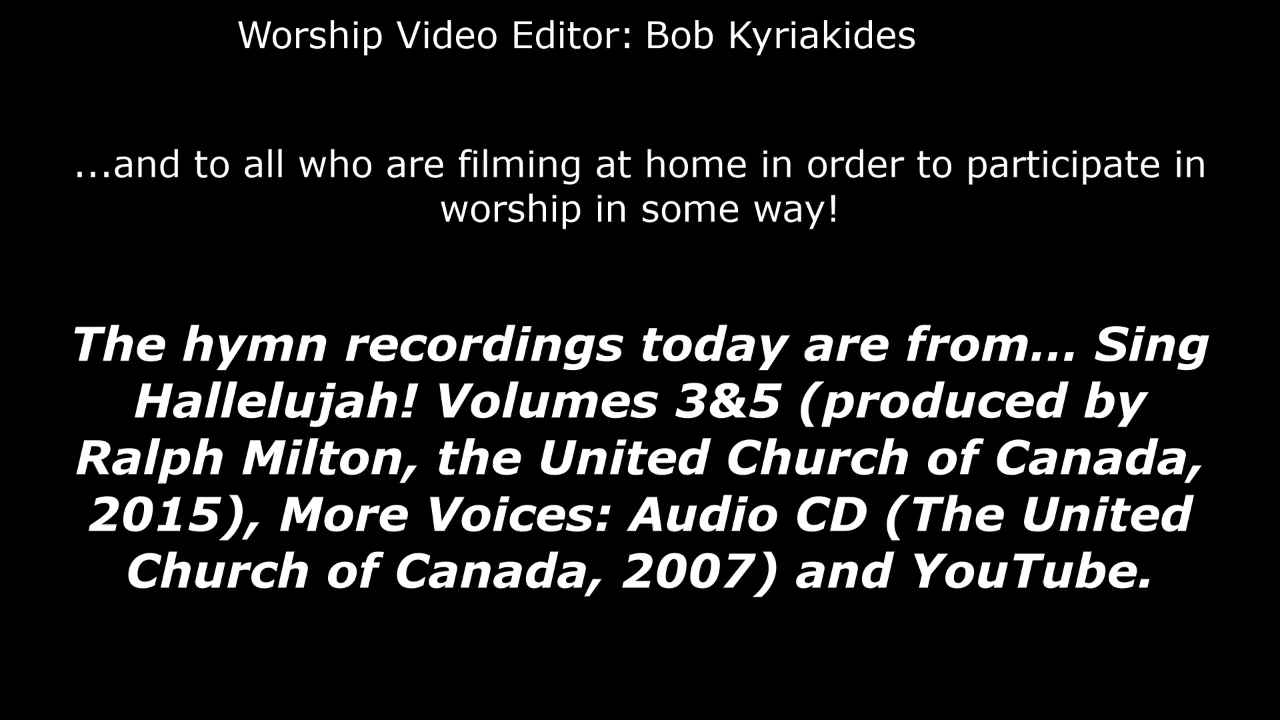 Worship Video Editor: Bob Kyriakides
...and to all who are filming at home in order to participate in
worship in some way!
The hymn recordings today are from... Sing
Hallelujah! Volumes 3&5 (produced by
Ralph Milton, the United Church of Canada,
2015), More Voices: Audio CD (The United
Church of Canada, 2007) and YouTube.